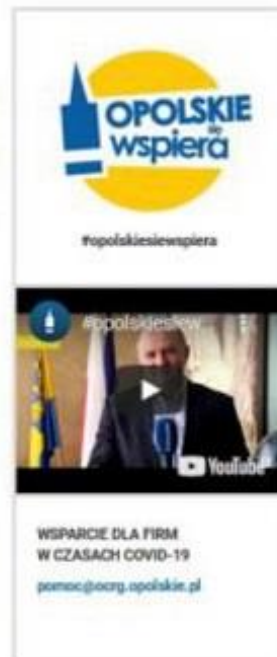 OPOLSKIE
się
wspiera
#opolskiesiewspiera
#opolskiesiew...
YouTube
WSPARCIE DLA FIRM
W CZASACH COVID-19
pomoc@ocrg.opolskie.pl